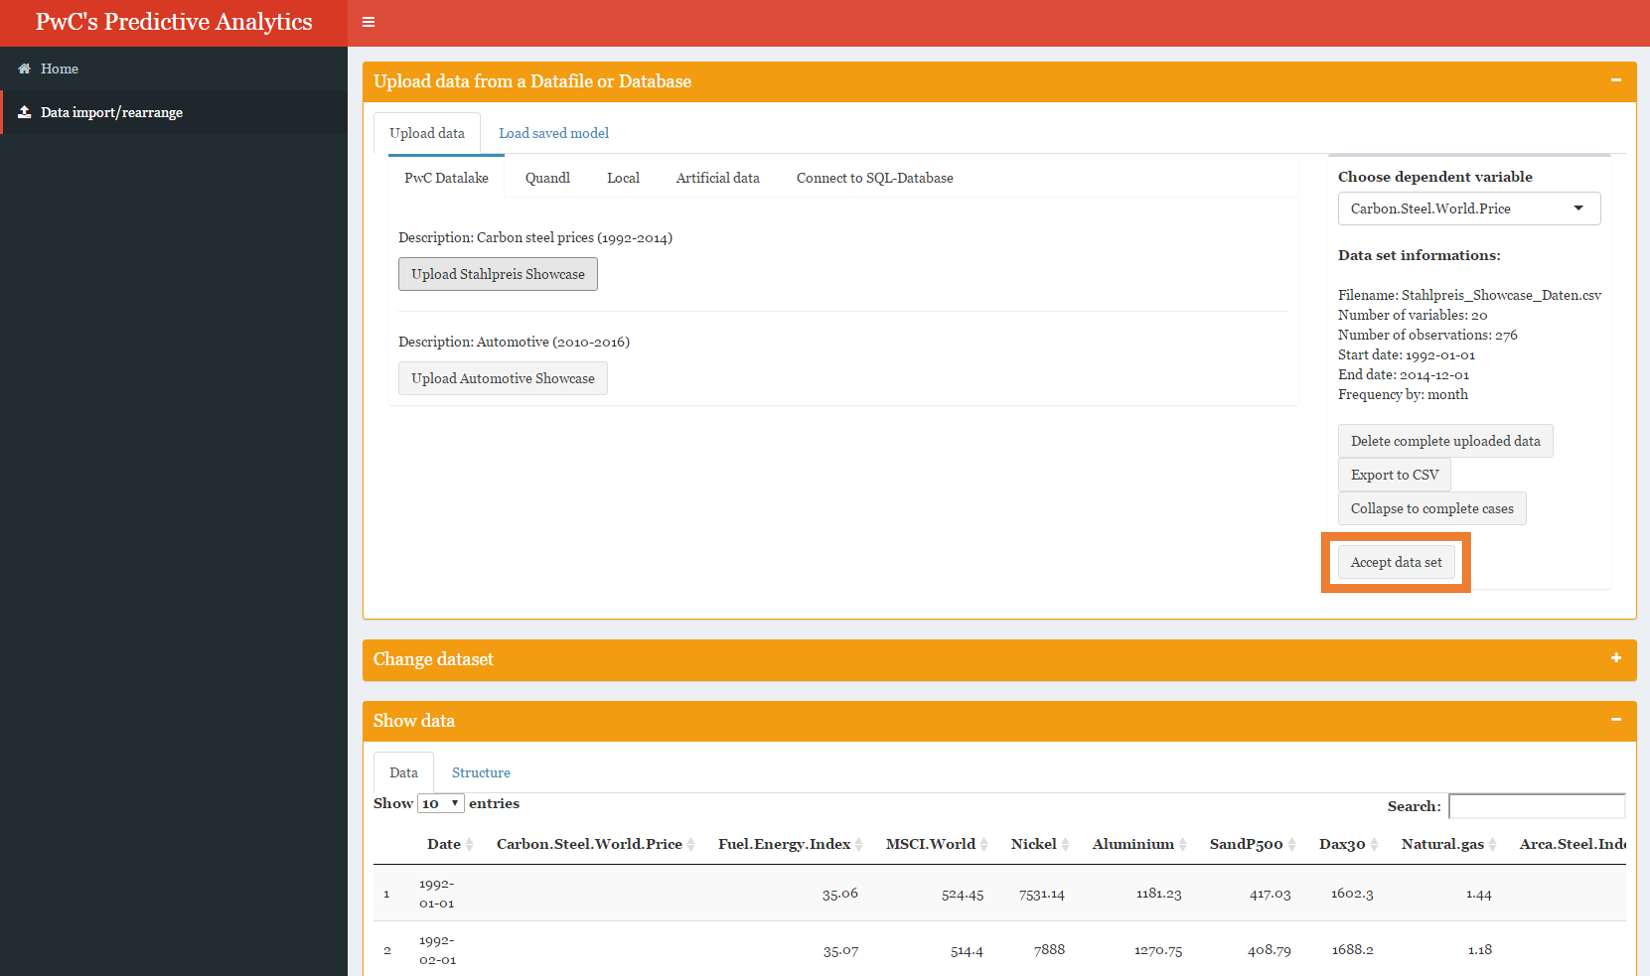 PwC's Predictive Analytics
Home
Data import/rearrange
Upload data from a Datafile or Database
Upload data
Load saved model
PwC Datalake
Quandl
Local
Artificial data
Connect to SQL-Database
Description: Carbon steel prices (1992-2014)
Upload Stahlpreis Showcase
Description: Automotive (2010-2016)
Upload Automotive Showcase
Choose dependent variable
Carbon.Steel.World.Price
Data set informations:
Filename: Stahlpreis_Showcase_Daten.csv
Number of variables: 20
Number of observations: 276
Start date: 1992-01-01
End date: 2014-12-01
Frequency by: month
Delete complete uploaded data
Export to CSV
Collapse to complete cases
Accept data set
Change dataset
Show data
Data
Structure
Show 10 entries
Search:
Date Carbon.Steel.World.Price Fuel.Energy.Index MSCI.World Nickel Aluminium SandP500 Dax30 Natural.gas Arca.Steel.Inde
1 1992-01-01 35.06 524.45 7531.14 1181.23 417.03 1602.3 1.44
2 1992-02-01 35.07 514.4 7888 1270.75 408.79 1688.2 1.18